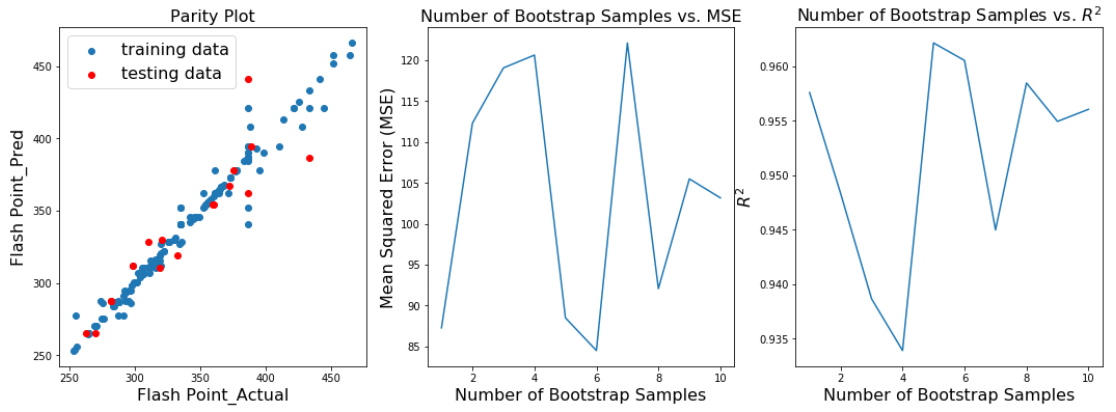 Parity Plot
training data
testing data
450
400
350
300
250
250 300 350 400 450
Flash Point_Pred
Flash Point_Actual
Number of Bootstrap Samples vs. MSE
120
115
110
105
100
95
90
85
2 4 6 8 10
Mean Squared Error (MSE)
Number of Bootstrap Samples
Number of Bootstrap Samples vs. R²
0.960
0.955
0.950
0.945
0.940
0.935
2 4 6 8 10
R²
Number of Bootstrap Samples